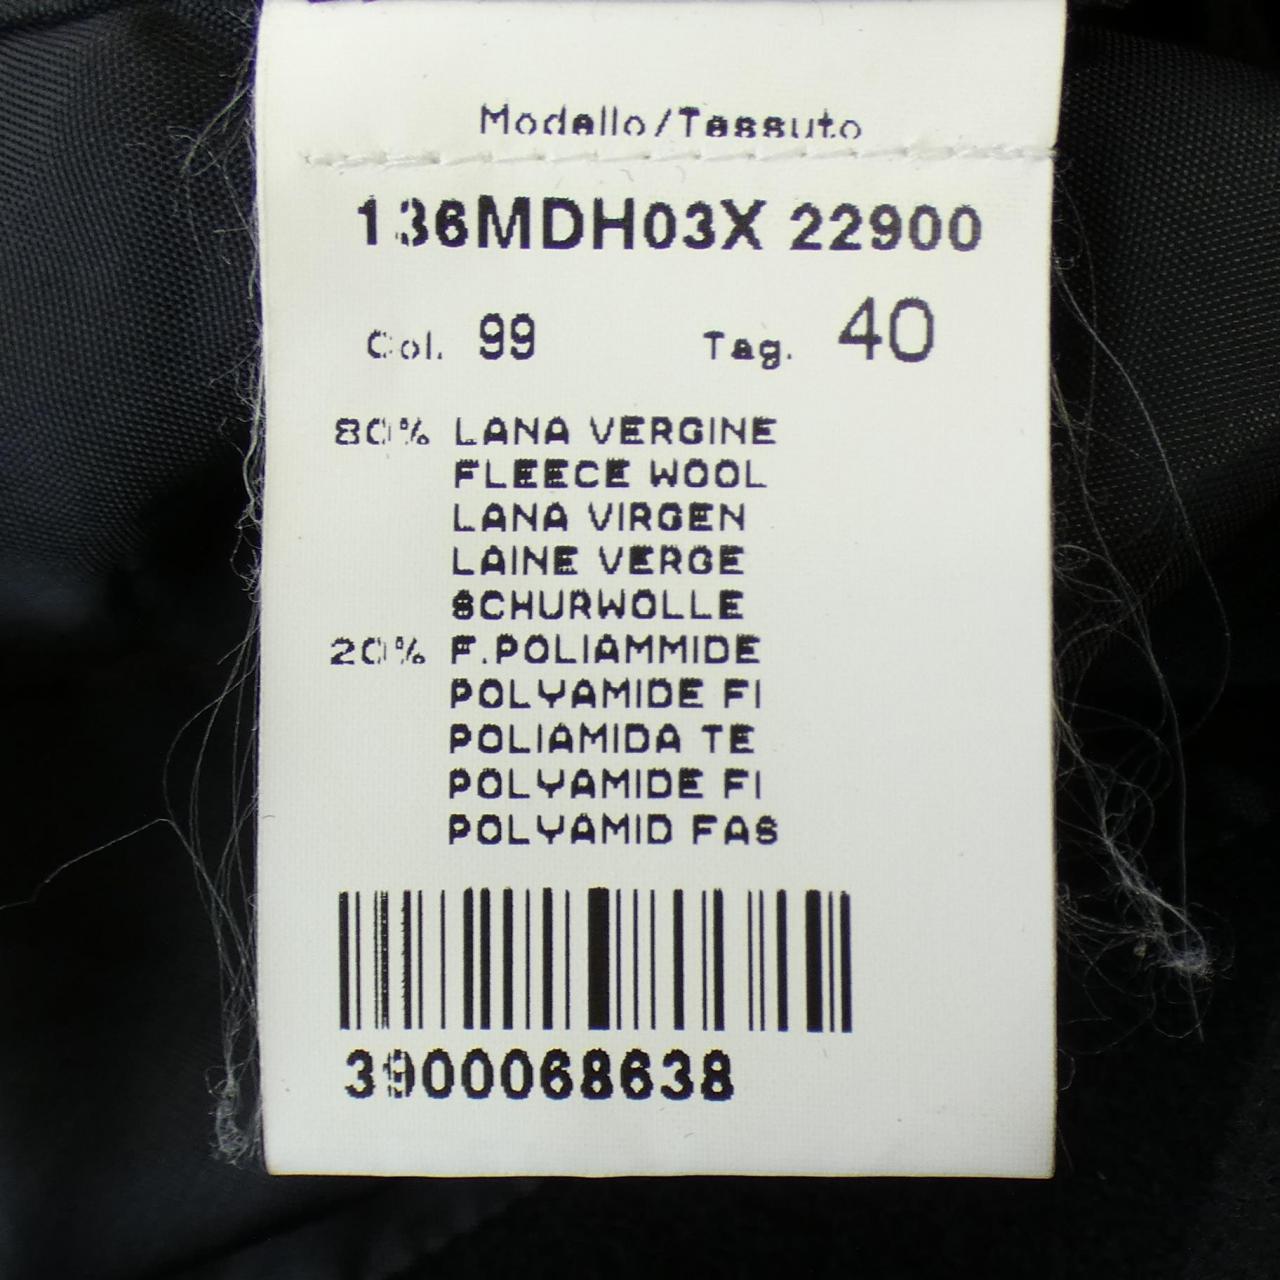 Modello/Tessuto
136MDH03X 22900
Col. 99 Tag. 40
80% LANA VERGINE
FLEECE WOOL
LANA VIRGEN
LAINE VERGE
SCHURWOLLE
20% F.POLIAMMIDE
POLYAMIDE FI
POLIAMIDA TE
POLYAMIDE FI
POLYAMID FAS
3900068638